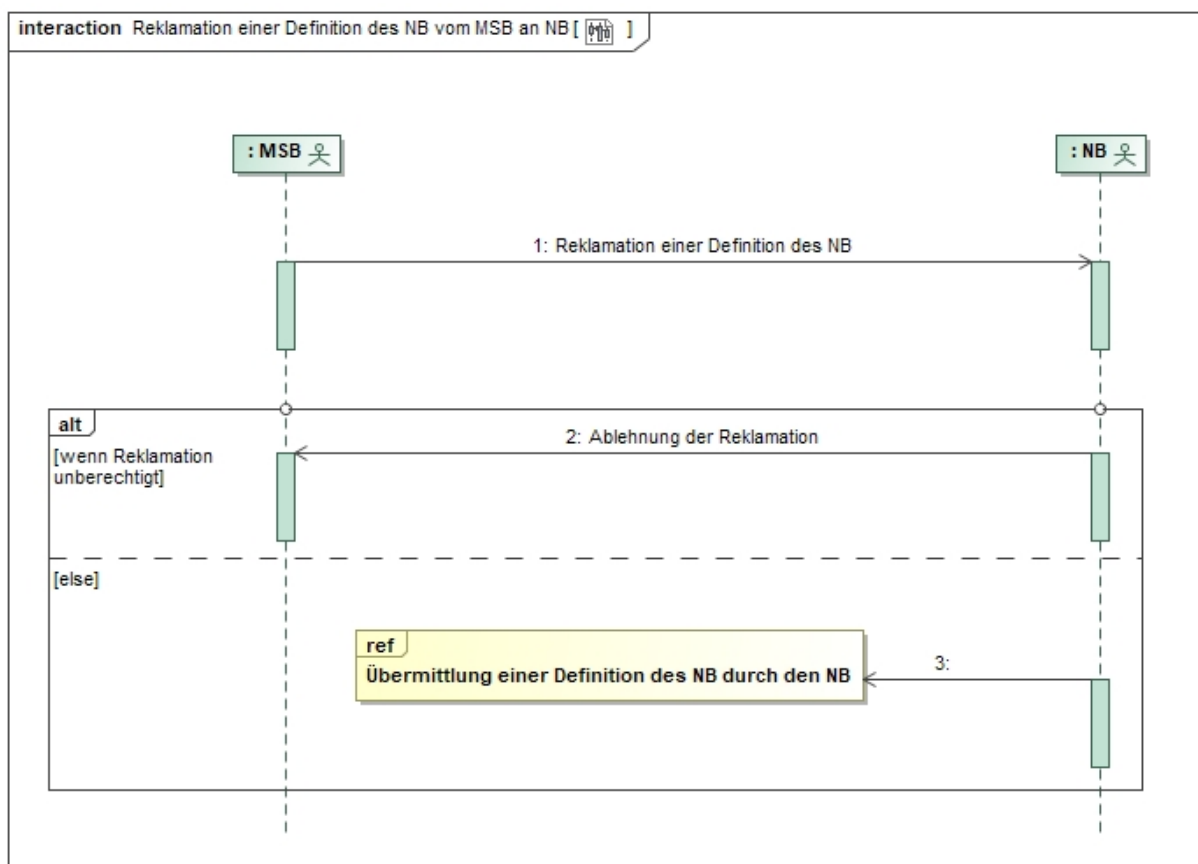 interaction Reklamation einer Definition des NB vom MSB an NB [ ]
: MSB
: NB
1: Reklamation einer Definition des NB
alt
2: Ablehnung der Reklamation
[wenn Reklamation
unberechtigt]
[else]
ref
3:
Übermittlung einer Definition des NB durch den NB